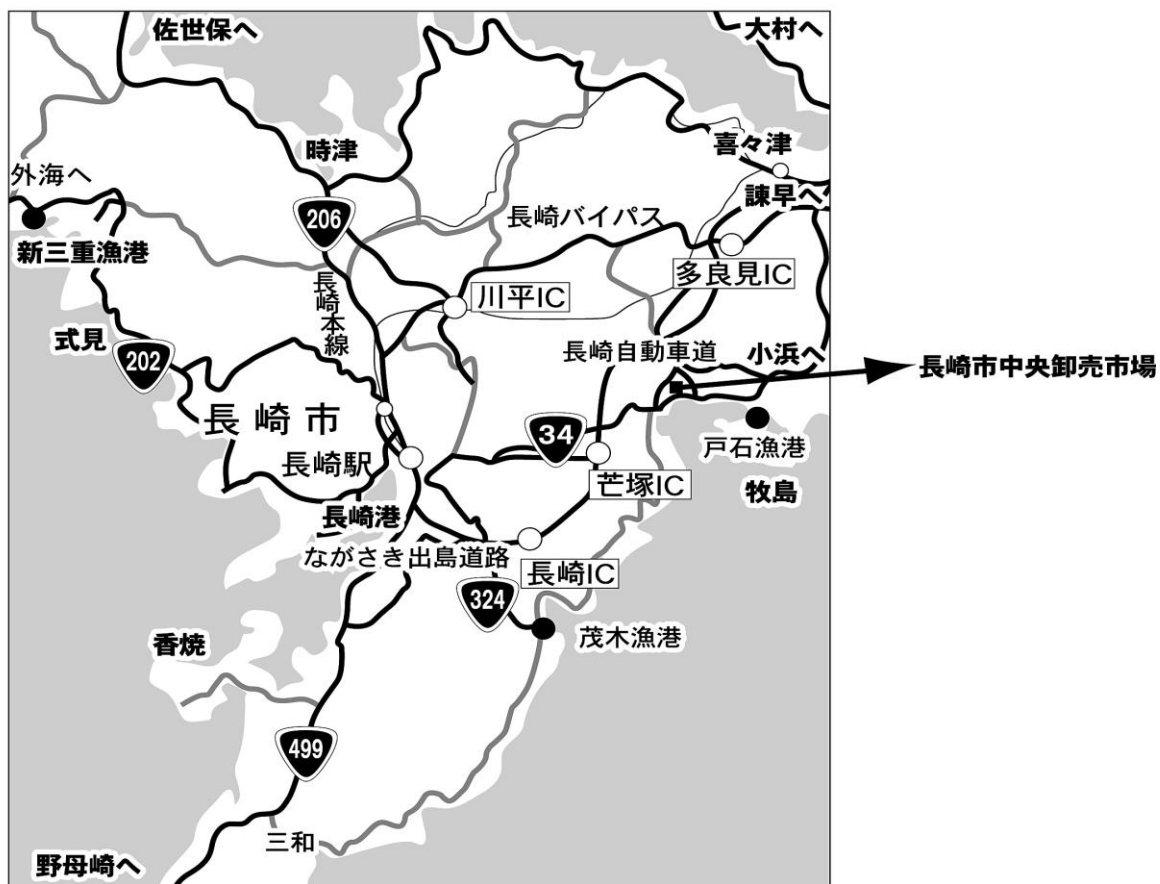 佐世保へ
大村へ
時津
喜々津
外海へ
諫早へ
206
長崎バイパス
新三重漁港
多良見IC
長崎本線
川平IC
式見
長崎自動車道
小浜へ
202
長崎市中央卸売市場
長崎市
34
戸石漁港
長崎駅
芒塚IC
牧島
長崎港
ながさき出島道路
長崎IC
324
香焼
茂木漁港
499
三和
野母崎へ